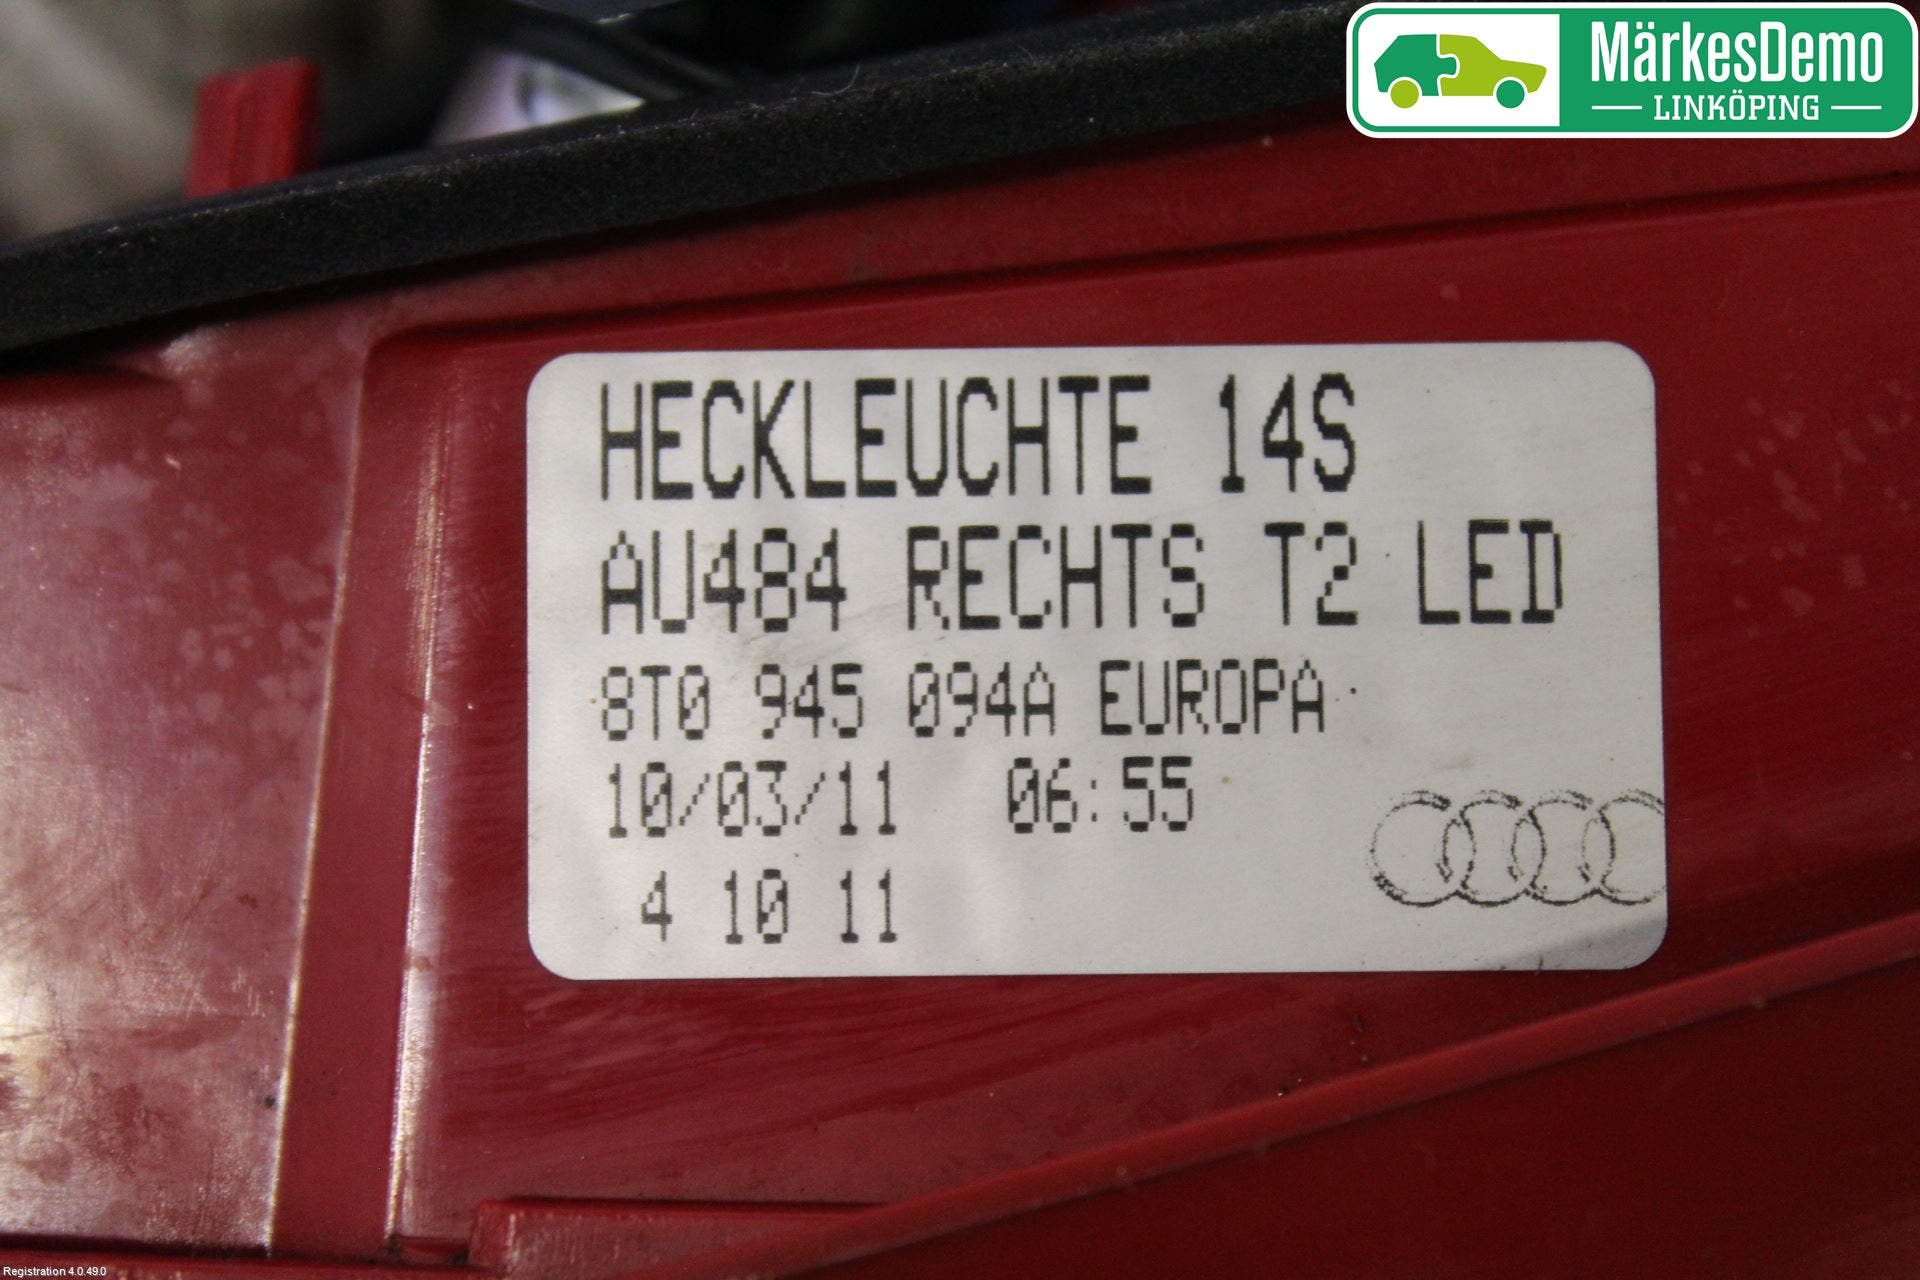 MärkesDemo
LINKÖPING
HECKLEUCHTE 14S
AU484 RECHTS T2 LED
8T0 945 094A EUROPA
10/03/11 06:55
4 10 11
Registration 4.0.49.0